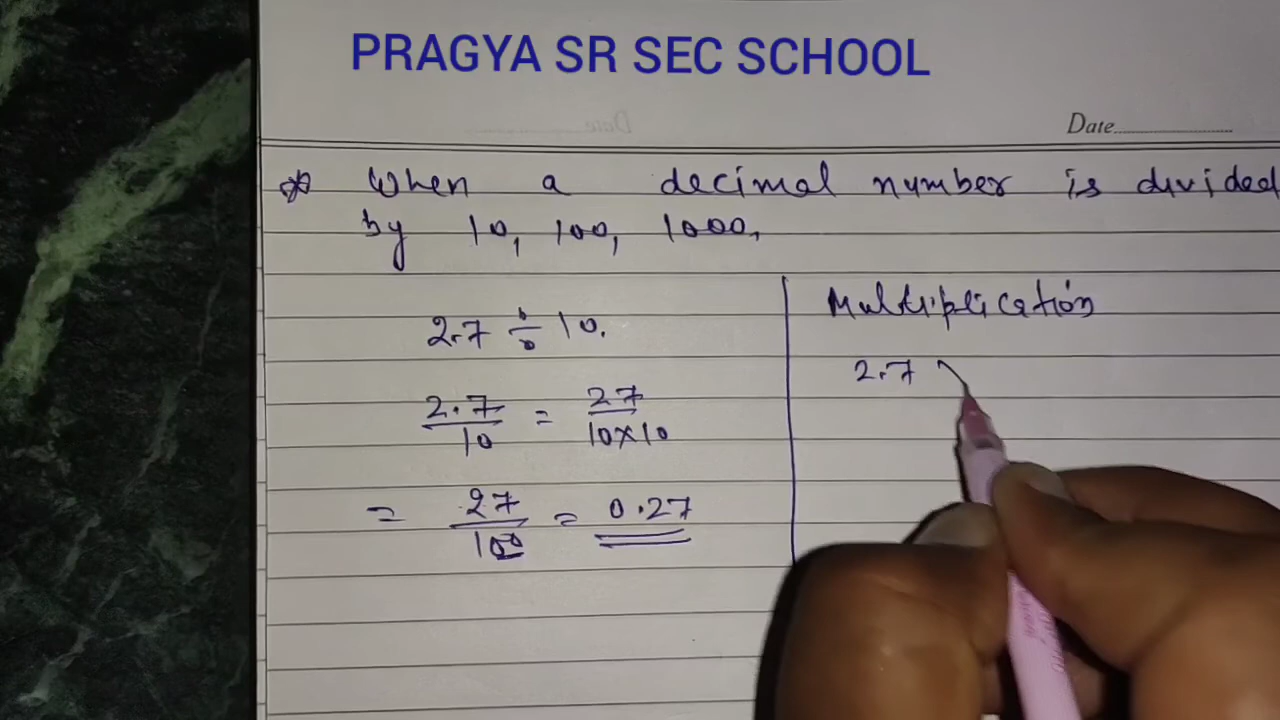 PRAGYA SR SEC SCHOOL
Date
* When a decimal number is divided
by 10, 100, 1000,
2.7 ÷ 10.
2.7/10 = 27/10×10
= 27/100 = 0.27
Multiplication
2.7